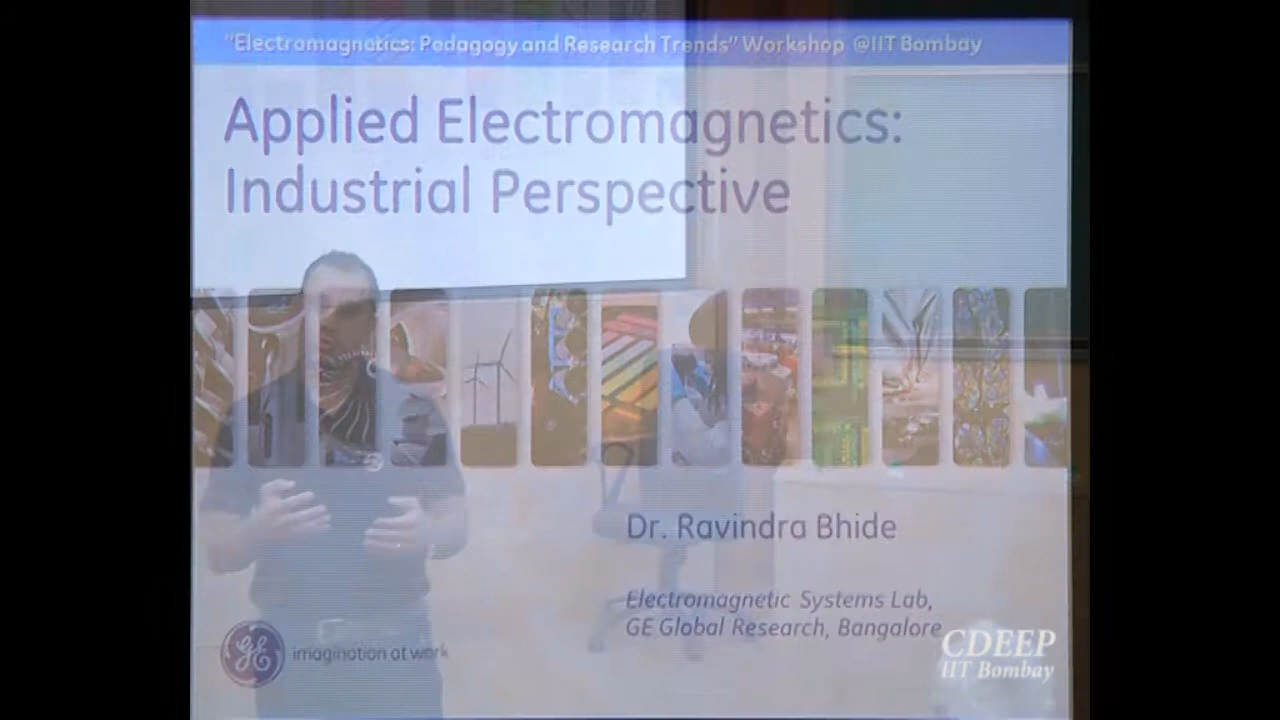 "Electromagnetics: Pedagogy and Research Trends" Workshop @IIT Bombay
Applied Electromagnetics:
Industrial Perspective
Dr. Ravindra Bhide
Electromagnetic Systems Lab,
GE Global Research, Bangalore
GE
imagination at work
CDEEP
IIT Bombay